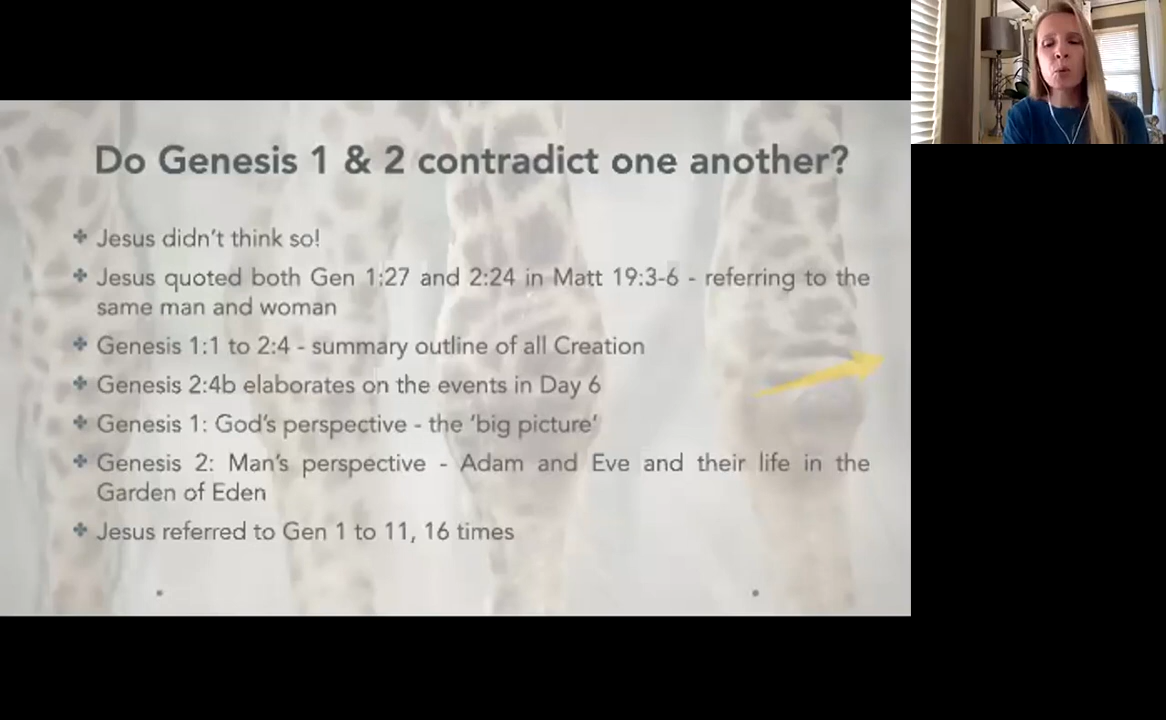 Do Genesis 1 & 2 contradict one another?
Jesus didn't think so!
Jesus quoted both Gen 1:27 and 2:24 in Matt 19:3-6 - referring to the
same man and woman
Genesis 1:1 to 2:4 - summary outline of all Creation
Genesis 2:4b elaborates on the events in Day 6
Genesis 1: God's perspective - the 'big picture'
Genesis 2: Man's perspective - Adam and Eve and their life in the
Garden of Eden
Jesus referred to Gen 1 to 11, 16 times